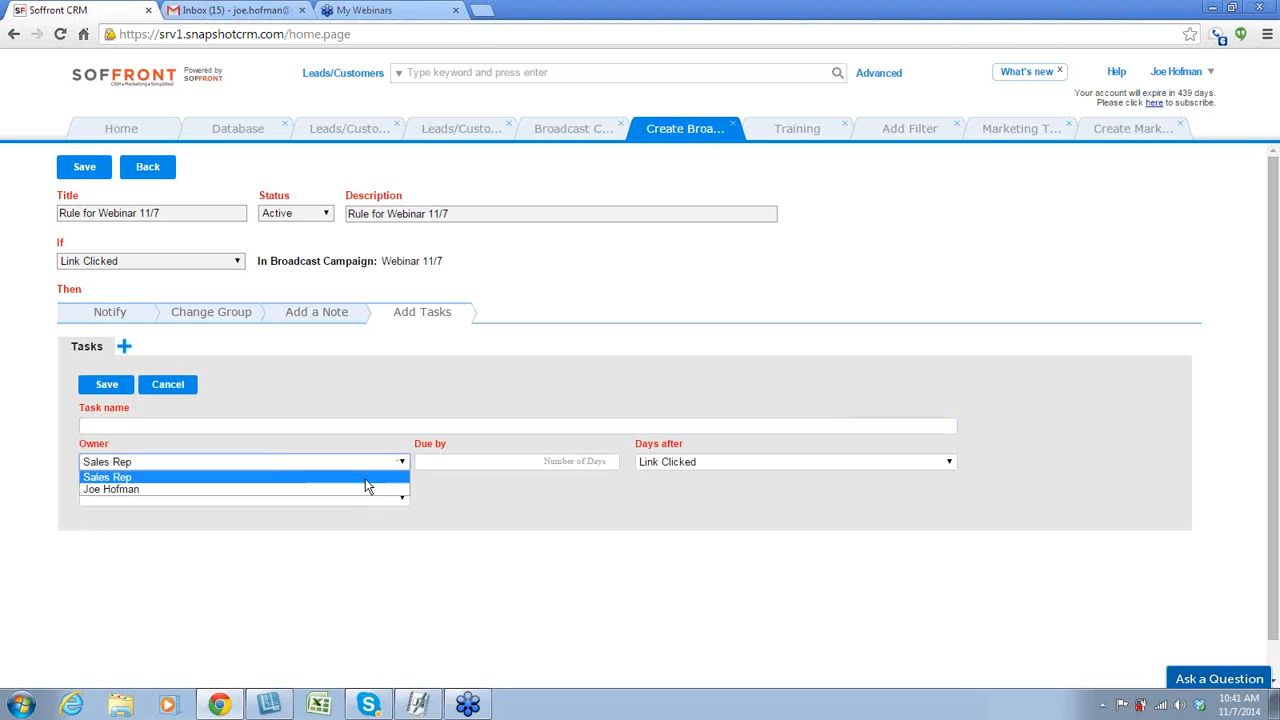 Soffront CRM
Inbox (15) - joe.hofman@
My Webinars
https://srv1.snapshotcrm.com/home.page
SOFFRONT
CRM•Marketing•Simplified
Powered by
SOFFRONT
Leads/Customers
Type keyword and press enter
Advanced
What's new x
Help
Joe Hofman
Your account will expire in 439 days.
Please click here to subscribe.
Home
Database
Leads/Custo...
Leads/Custo...
Broadcast C...
Create Broa...
Training
Add Filter
Marketing T...
Create Mark...
Save
Back
Title
Status
Description
Rule for Webinar 11/7
Active
Rule for Webinar 11/7
If
Link Clicked
In Broadcast Campaign: Webinar 11/7
Then
Notify
Change Group
Add a Note
Add Tasks
Tasks
Save
Cancel
Task name
Owner
Due by
Days after
Sales Rep
Number of Days
Link Clicked
Sales Rep
Joe Hofman
Ask a Question
10:41 AM
11/7/2014